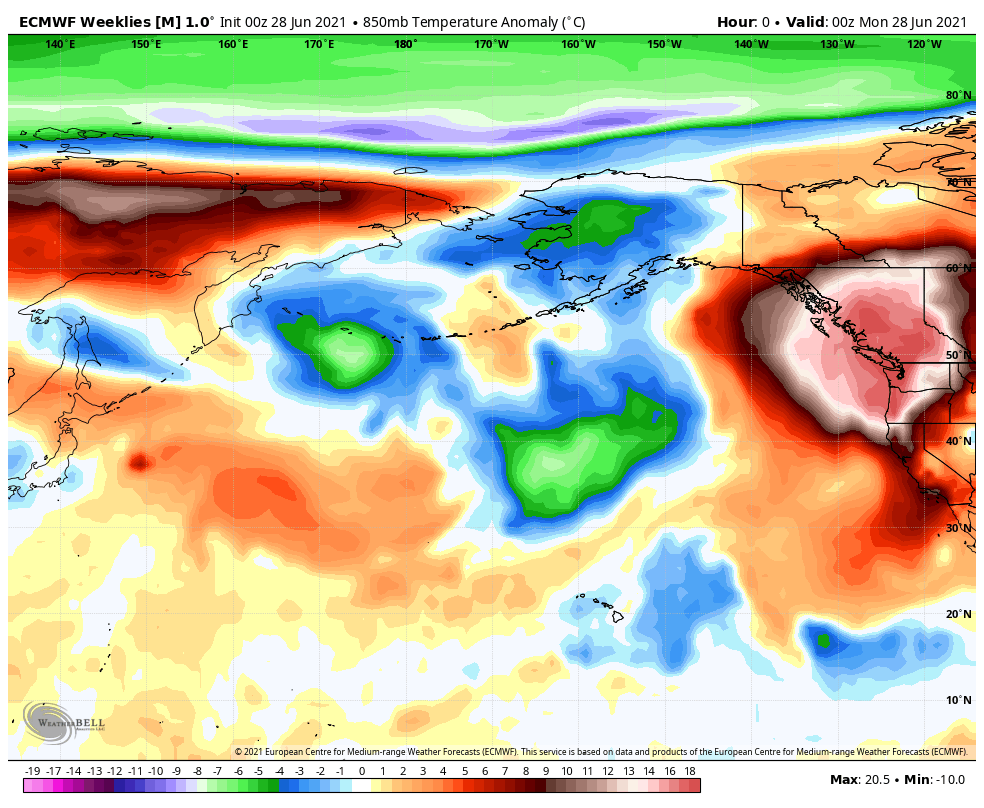 ECMWF Weeklies [M] 1.0° Init 00z 28 Jun 2021 • 850mb Temperature Anomaly (°C)
Hour: 0 • Valid: 00z Mon 28 Jun 2021
140°E 150°E 160°E 170°E 180° 170°W 160°W 150°W 140°W 130°W 120°W
80°N
70°N
60°N
50°N
40°N
30°N
20°N
10°N
WEATHERBELL
© 2021 European Centre for Medium-range Weather Forecasts (ECMWF). This service is based on data and products of the European Centre for Medium-range Weather Forecasts (ECMWF).
-19 -17 -14 -13 -12 -11 -10 -9 -8 -7 -6 -5 -4 -3 -2 -1 0 1 2 3 4 5 6 7 8 9 10 11 12 13 14 16 18
Max: 20.5 • Min: -10.0